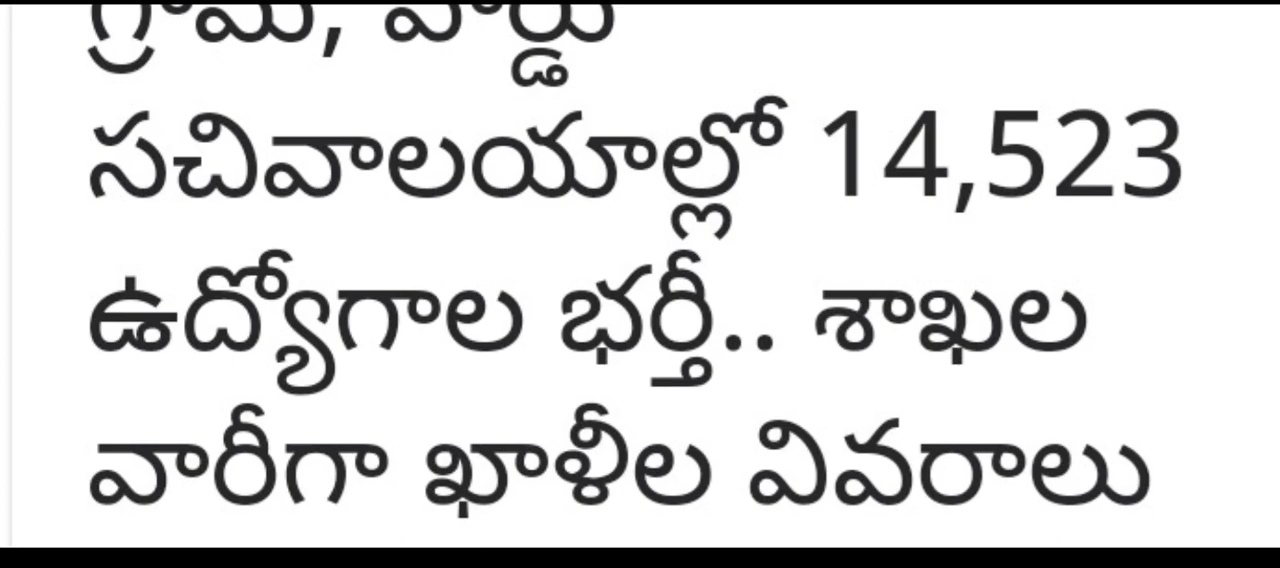 గ్రామ, వార్డు
సచివాలయాల్లో 14,523
ఉద్యోగాల భర్తీ.. శాఖల
వారీగా ఖాళీల వివరాలు